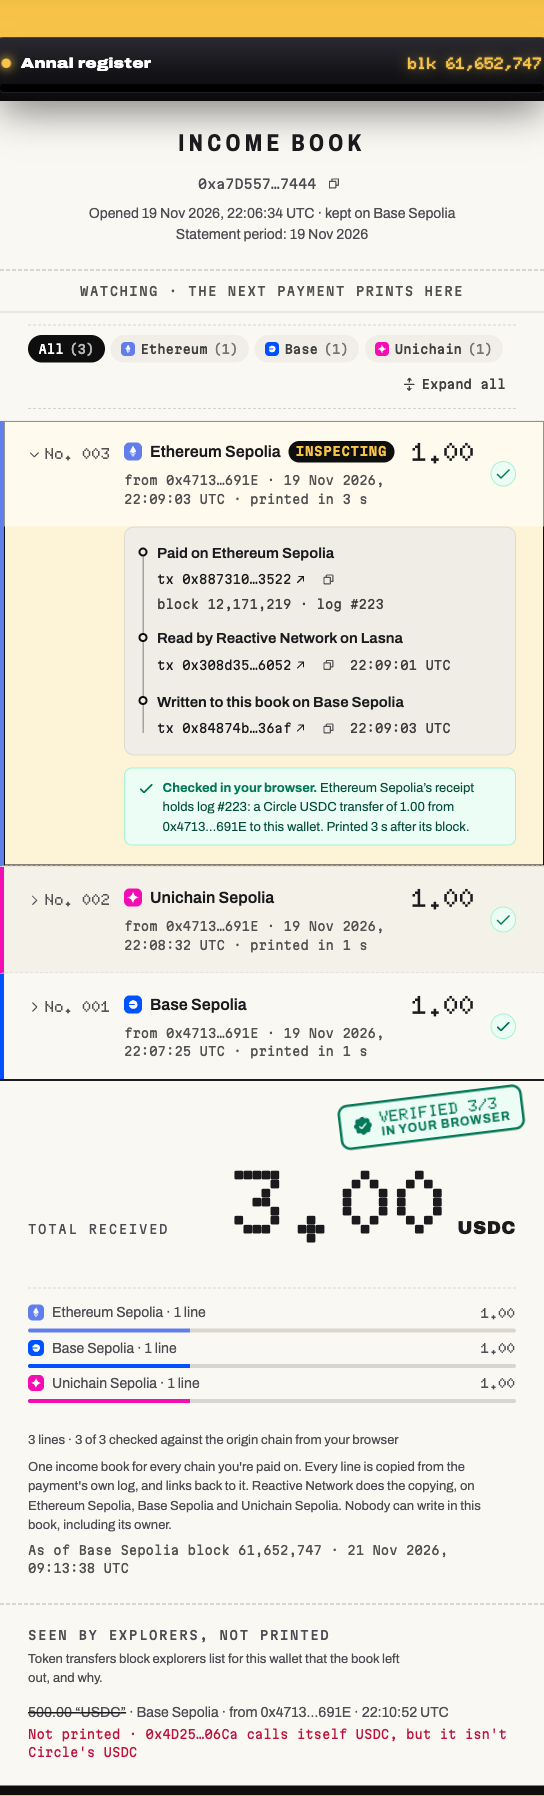 Annal register
blk 61,652,747
INCOME BOOK
0xa7D557…7444
Opened 19 Nov 2026, 22:06:34 UTC · kept on Base Sepolia
Statement period: 19 Nov 2026
WATCHING · THE NEXT PAYMENT PRINTS HERE
All (3)
Ethereum (1)
Base (1)
Unichain (1)
Expand all
No. 003
Ethereum Sepolia
INSPECTING
1.00
from 0x4713…691E · 19 Nov 2026,
22:09:03 UTC · printed in 3 s
Paid on Ethereum Sepolia
tx 0x887310…3522 ↗
block 12,171,219 · log #223
Read by Reactive Network on Lasna
tx 0x308d35…6052 ↗ 22:09:01 UTC
Written to this book on Base Sepolia
tx 0x84874b…36af ↗ 22:09:03 UTC
Checked in your browser. Ethereum Sepolia's receipt
holds log #223: a Circle USDC transfer of 1.00 from
0x4713…691E to this wallet. Printed 3 s after its block.
No. 002
Unichain Sepolia
1.00
from 0x4713…691E · 19 Nov 2026,
22:08:32 UTC · printed in 1 s
No. 001
Base Sepolia
1.00
from 0x4713…691E · 19 Nov 2026,
22:07:25 UTC · printed in 1 s
VERIFIED 3/3
IN YOUR BROWSER
TOTAL RECEIVED
3.00 USDC
Ethereum Sepolia · 1 line
1.00
Base Sepolia · 1 line
1.00
Unichain Sepolia · 1 line
1.00
3 lines · 3 of 3 checked against the origin chain from your browser
One income book for every chain you're paid on. Every line is copied from the
payment's own log, and links back to it. Reactive Network does the copying, on
Ethereum Sepolia, Base Sepolia and Unichain Sepolia. Nobody can write in this
book, including its owner.
As of Base Sepolia block 61,652,747 · 21 Nov 2026,
09:13:38 UTC
SEEN BY EXPLORERS, NOT PRINTED
Token transfers block explorers list for this wallet that the book left
out, and why.
500.00 “USDC” · Base Sepolia · from 0x4713…691E · 22:10:52 UTC
Not printed · 0x4D25…06Ca calls itself USDC, but it isn't
Circle's USDC